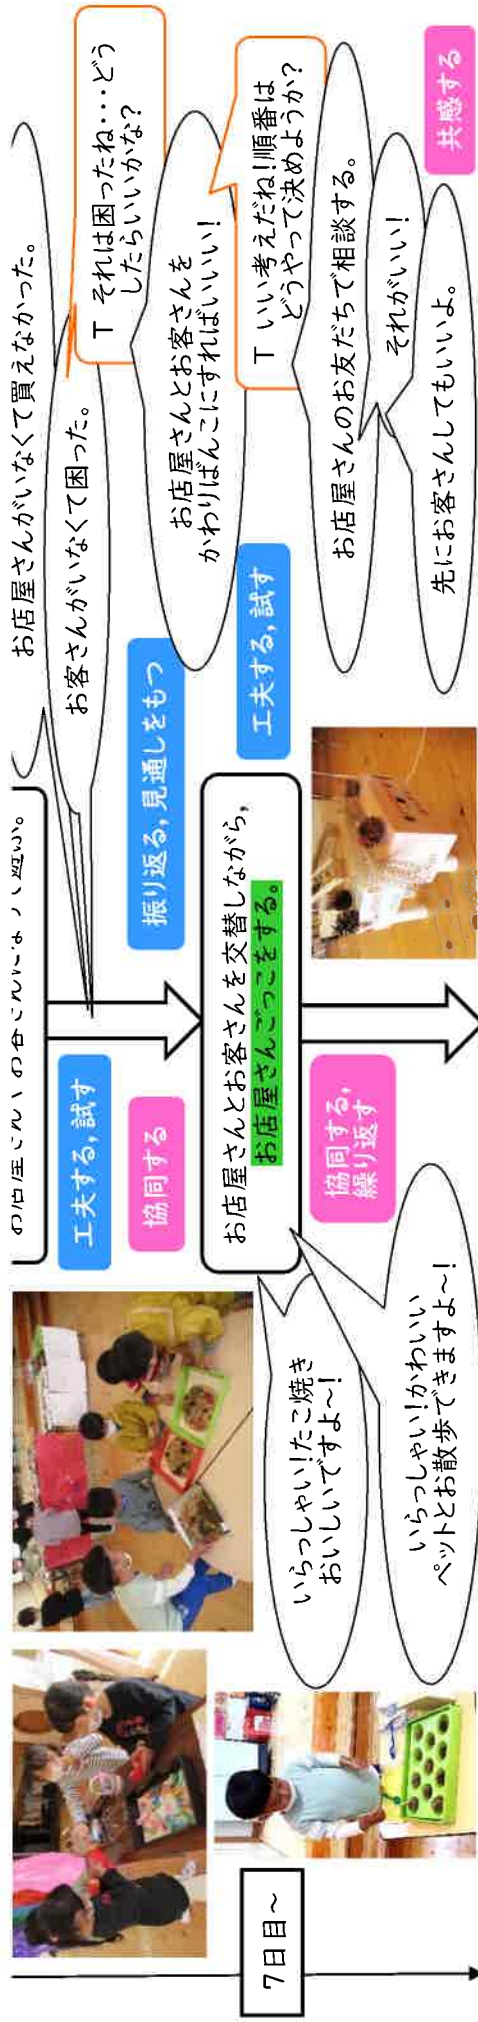 お店屋さんがいなくて買えなかった。
お客さんがいなくて困った。
T それは困ったね・・・どう
したらいいかな?
工夫する,試す
協同する
振り返る,見通しをもつ
お店屋さんとお客さんを
かわりばんこにすればいいい!
T いい考えだね!順番は
どうやって決めようか?
7日目~
お店屋さんとお客さんを交替しながら,
お店屋さんごっこをする。
工夫する,試す
いらっしゃい!たこ焼き
おいしいですよ~!
いらっしゃい!かわいい
ペットとお散歩できますよ~!
協同する,
繰り返す
お店屋さんのお友だちで相談する。
それがいい!
先にお客さんしてもいいよ。
共感する